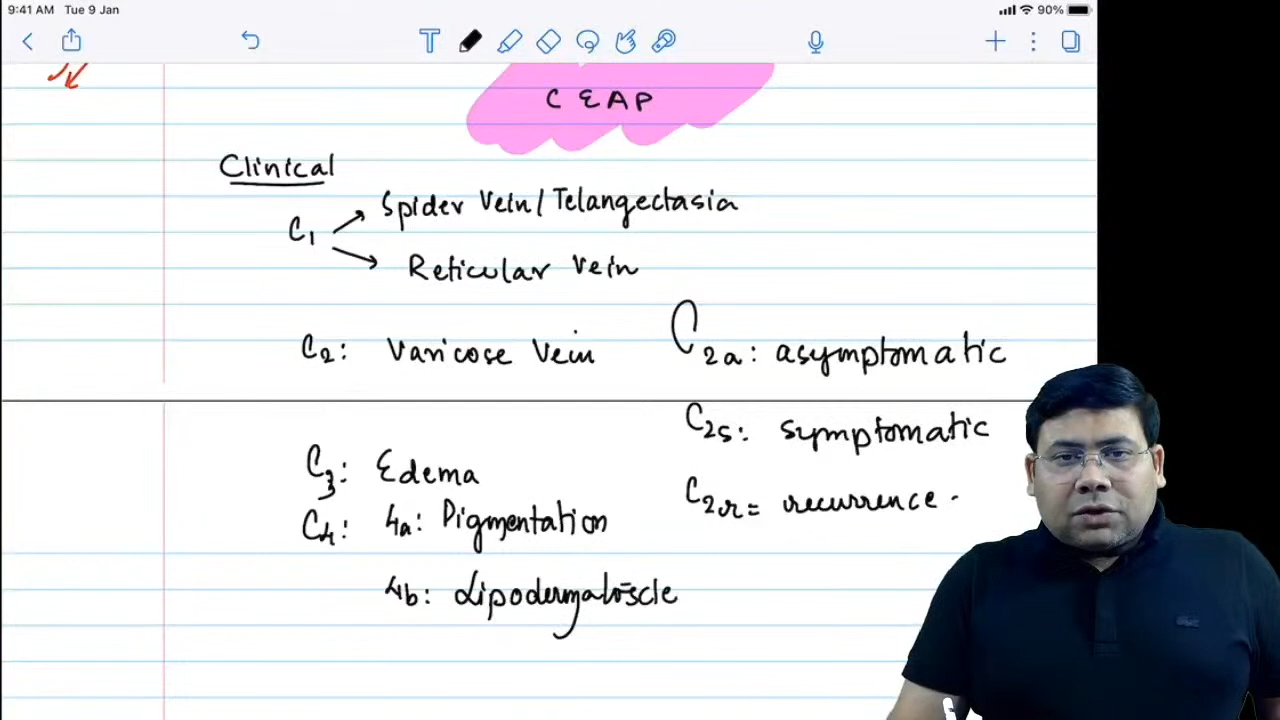 9:41 AM Tue 9 Jan
90%
C E A P
Clinical
C1
Spider Vein / Telangectasia
Reticular Vein
C2: Varicose Vein
C2a: asymptomatic
C2s: symptomatic
C3: Edema
C2r= recurrence
C4: 4a: Pigmentation
4b: Lipodermatoscle